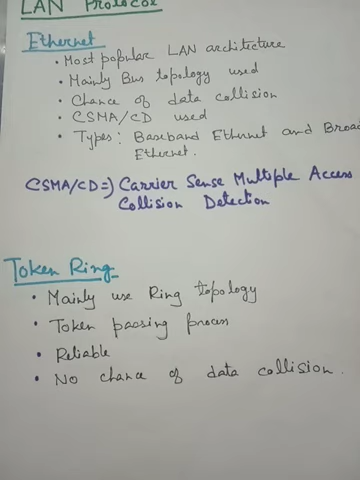 LAN Protocol
Ethernet
• Most popular LAN architecture
• Mainly Bus topology used
• Chance of data collision
• CSMA/CD used
• Types: Baseband Ethernet and Broa
Ethernet.
CSMA/CD => Carrier Sense Multiple Access
Collision Detection
Token Ring
• Mainly use Ring topology
• Token passing process
• Reliable
• No chance of data collision.